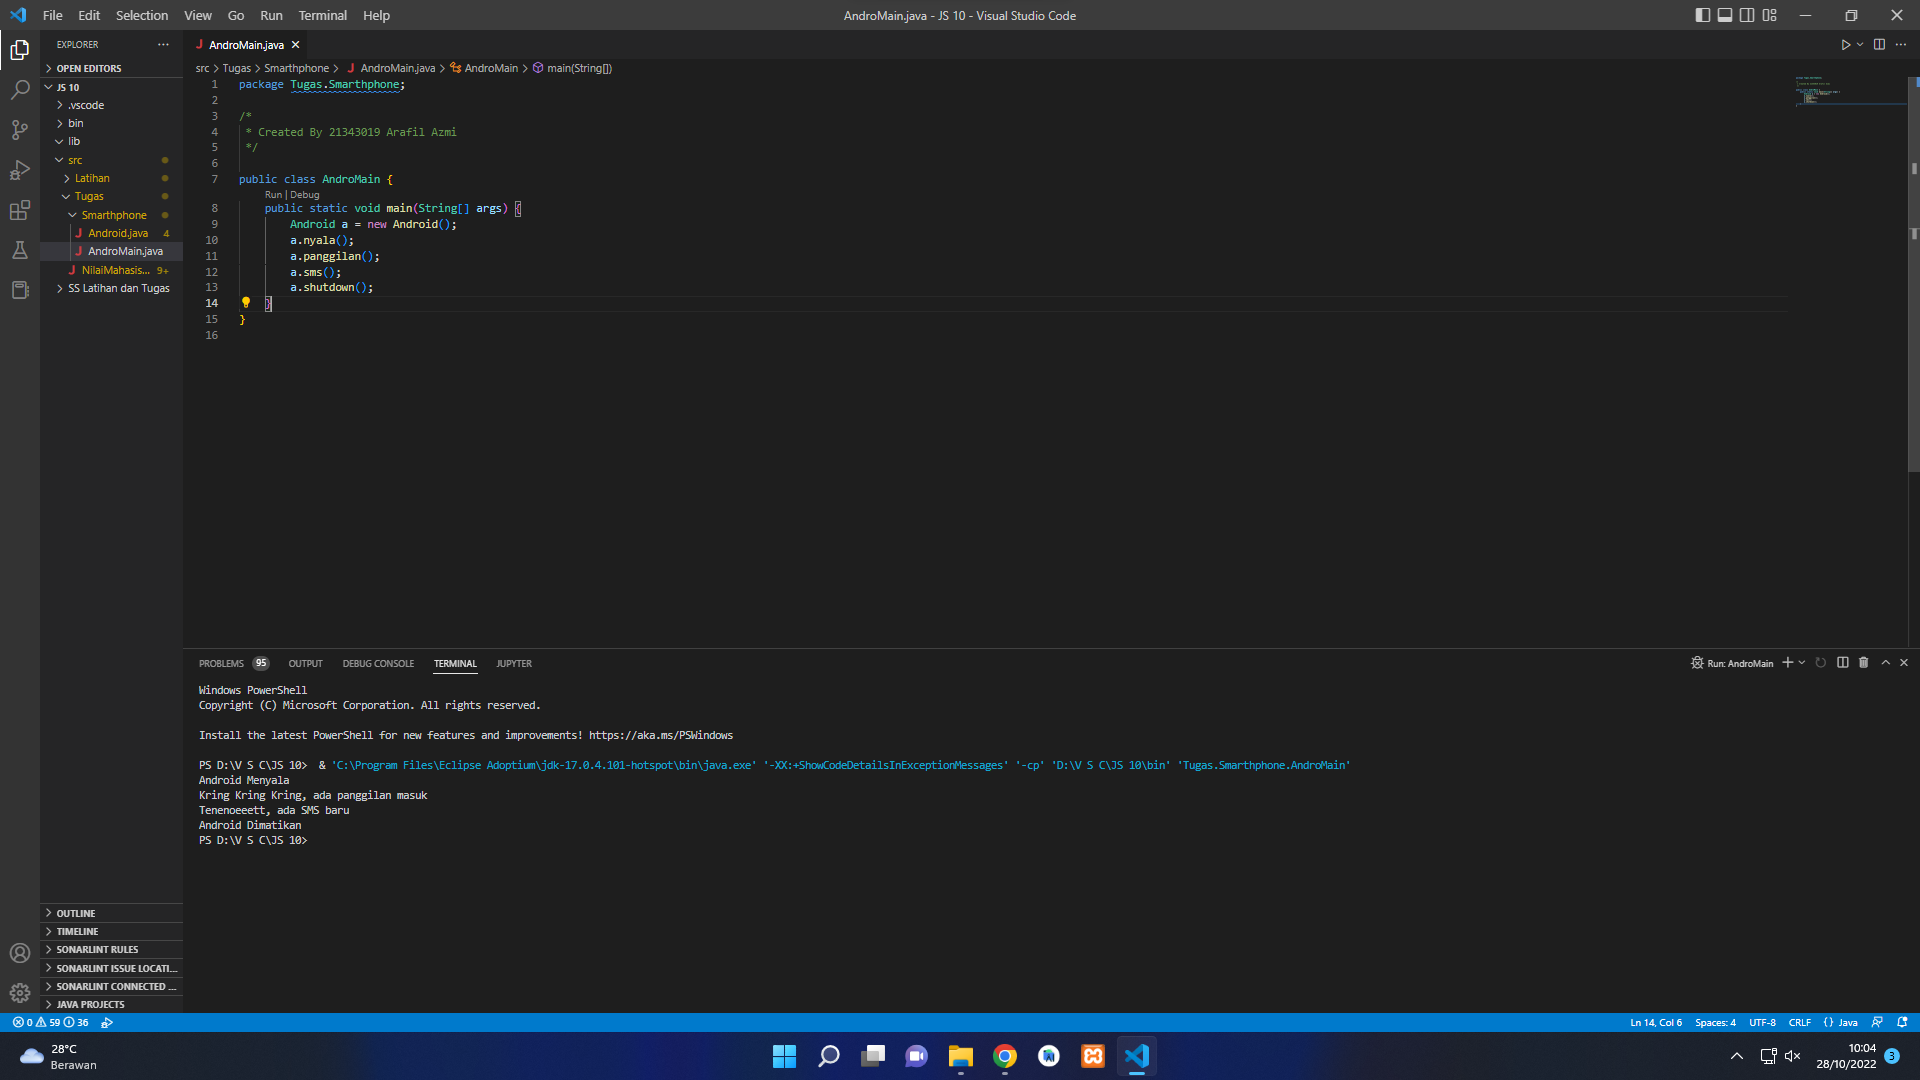 File Edit Selection View Go Run Terminal Help
AndroMain.java - JS 10 - Visual Studio Code
EXPLORER
OPEN EDITORS
JS 10
.vscode
bin
lib
src
Latihan
Tugas
Smarthphone
Android.java 4
AndroMain.java
NilaiMahasis... 9+
SS Latihan dan Tugas
OUTLINE
TIMELINE
SONARLINT RULES
SONARLINT ISSUE LOCATI...
SONARLINT CONNECTED ...
JAVA PROJECTS
AndroMain.java
src > Tugas > Smarthphone > AndroMain.java > AndroMain > main(String[])
1 package Tugas.Smarthphone;
2
3 /*
4 * Created By 21343019 Arafil Azmi
5 */
6
7 public class AndroMain {
Run | Debug
8 public static void main(String[] args) {
9 Android a = new Android();
10 a.nyala();
11 a.panggilan();
12 a.sms();
13 a.shutdown();
14 }
15 }
16
PROBLEMS 95 OUTPUT DEBUG CONSOLE TERMINAL JUPYTER
Run: AndroMain
Windows PowerShell
Copyright (C) Microsoft Corporation. All rights reserved.
Install the latest PowerShell for new features and improvements! https://aka.ms/PSWindows
PS D:\V S C\JS 10> & 'C:\Program Files\Eclipse Adoptium\jdk-17.0.4.101-hotspot\bin\java.exe' '-XX:+ShowCodeDetailsInExceptionMessages' '-cp' 'D:\V S C\JS 10\bin' 'Tugas.Smarthphone.AndroMain'
Android Menyala
Kring Kring Kring, ada panggilan masuk
Tenenoeeett, ada SMS baru
Android Dimatikan
PS D:\V S C\JS 10>
0 59 36
Ln 14, Col 6 Spaces: 4 UTF-8 CRLF {} Java
28°C
Berawan
10:04
28/10/2022
3